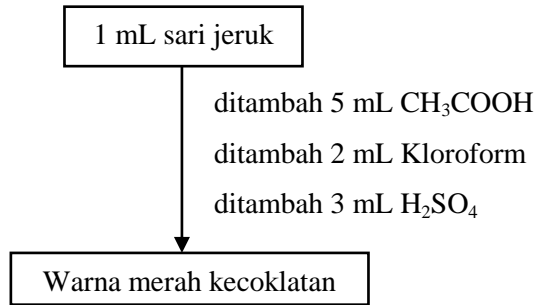 1 mL sari jeruk
ditambah 5 mL CH₃COOH
ditambah 2 mL Kloroform
ditambah 3 mL H₂SO₄
Warna merah kecoklatan